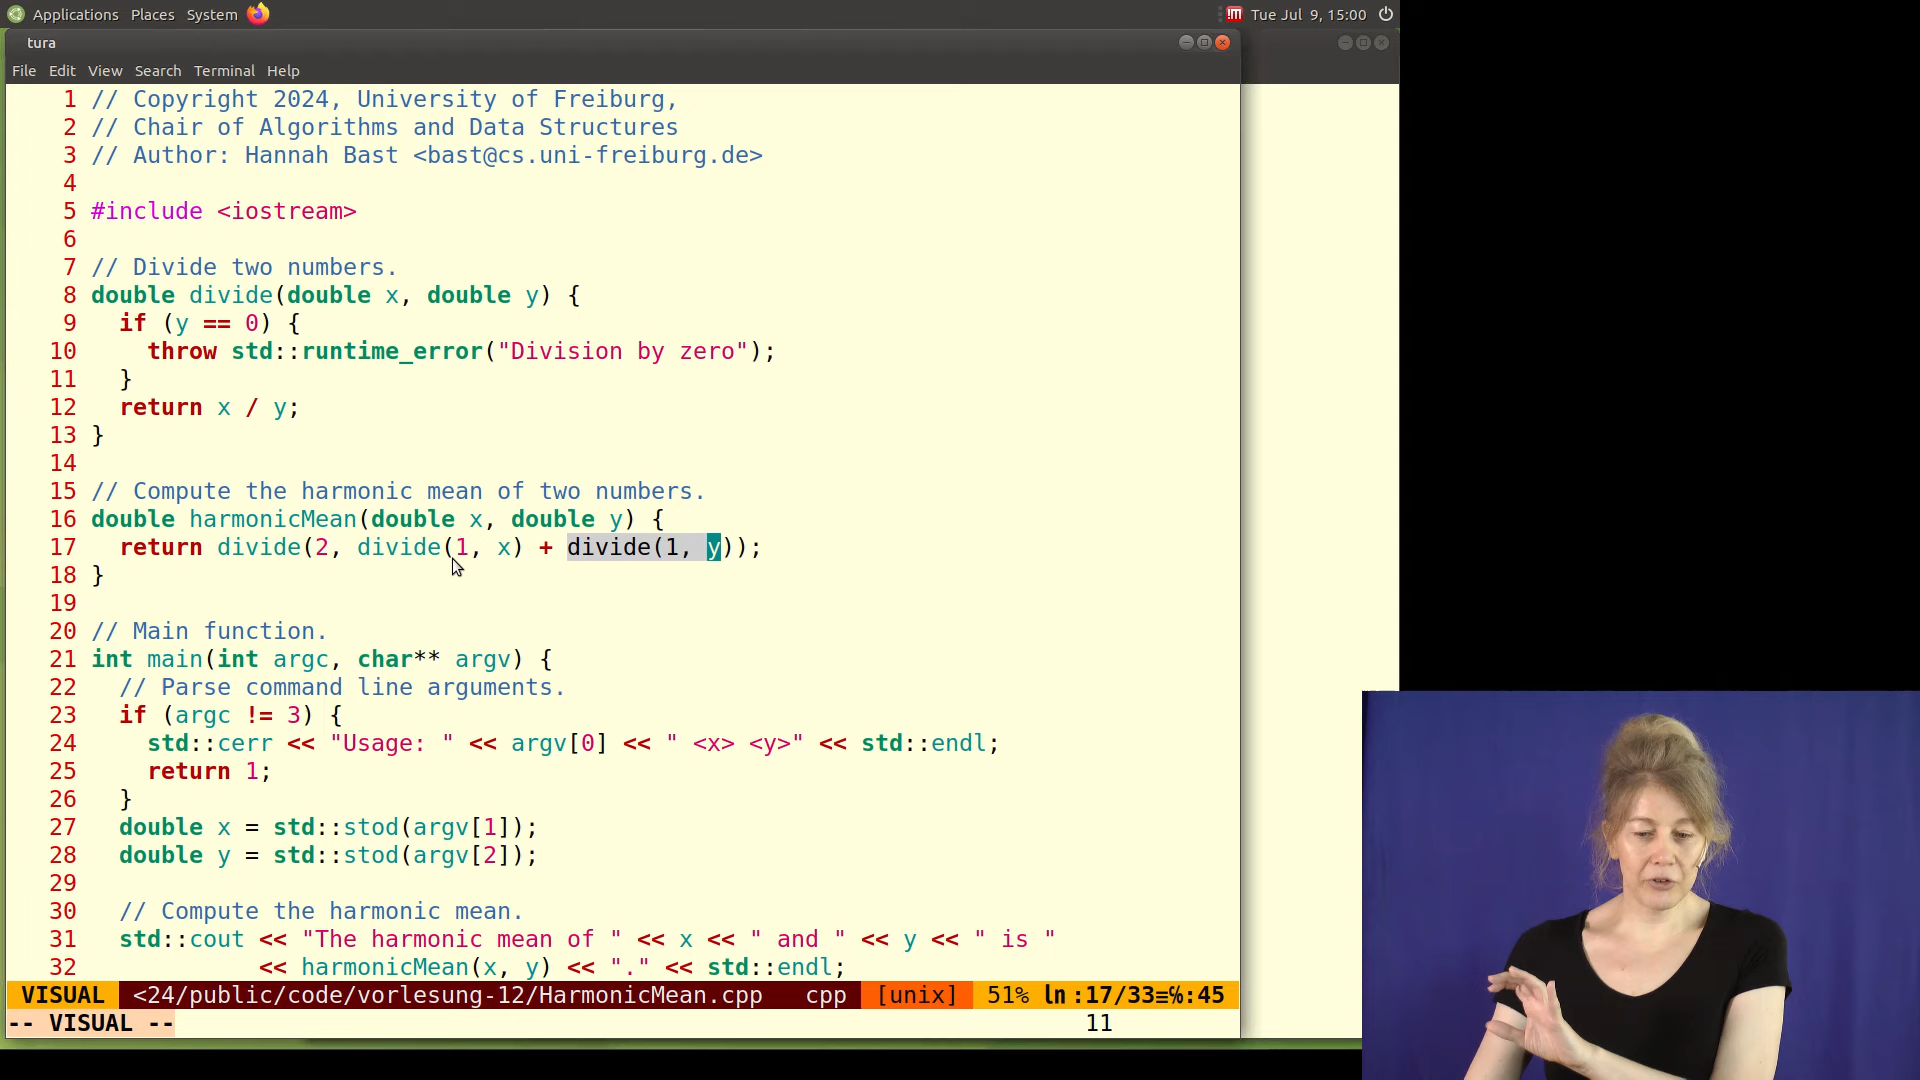 Applications Places System Tue Jul 9, 15:00
tura
File Edit View Search Terminal Help
1 // Copyright 2024, University of Freiburg,
2 // Chair of Algorithms and Data Structures
3 // Author: Hannah Bast <bast@cs.uni-freiburg.de>
4
5 #include <iostream>
6
7 // Divide two numbers.
8 double divide(double x, double y) {
9   if (y == 0) {
10     throw std::runtime_error("Division by zero");
11   }
12   return x / y;
13 }
14
15 // Compute the harmonic mean of two numbers.
16 double harmonicMean(double x, double y) {
17   return divide(2, divide(1, x) + divide(1, y));
18 }
19
20 // Main function.
21 int main(int argc, char** argv) {
22   // Parse command line arguments.
23   if (argc != 3) {
24     std::cerr << "Usage: " << argv[0] << " <x> <y>" << std::endl;
25     return 1;
26   }
27   double x = std::stod(argv[1]);
28   double y = std::stod(argv[2]);
29
30   // Compute the harmonic mean.
31   std::cout << "The harmonic mean of " << x << " and " << y << " is "
32             << harmonicMean(x, y) << "." << std::endl;
VISUAL <24/public/code/vorlesung-12/HarmonicMean.cpp cpp [unix] 51% ln:17/33≡℅:45
-- VISUAL -- 11